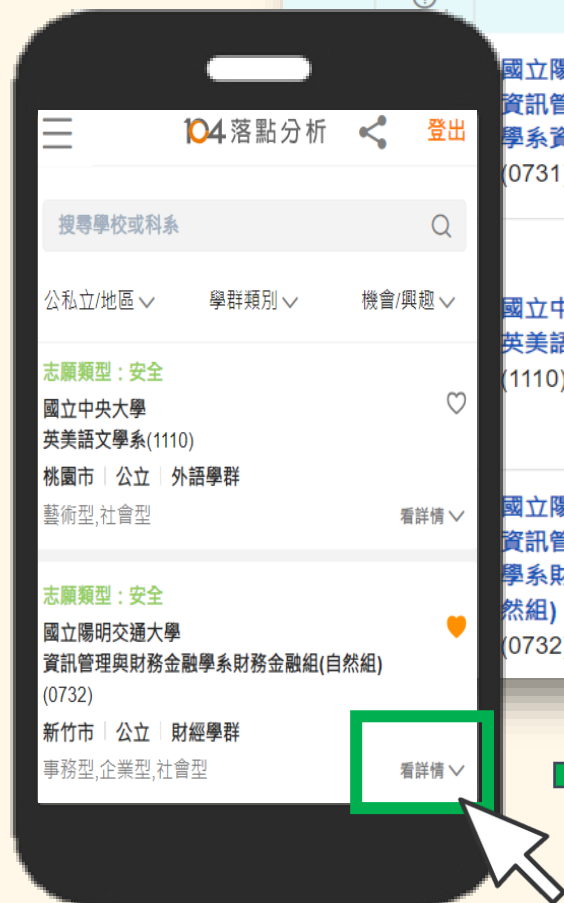 104落點分析
登出
搜尋學校或科系
公私立/地區
學群類別
機會/興趣
志願類型：安全
國立中央大學
英美語文學系(1110)
桃園市 公立 外語學群
藝術型,社會型
看詳情
志願類型：安全
國立陽明交通大學
資訊管理與財務金融學系財務金融組(自然組)
(0732)
新竹市 公立 財經學群
事務型,企業型,社會型
看詳情
國立陽
資訊管
學系資
(0731)
國立中
英美語
(1110)
國立陽
資訊管
學系財
然組)
(0732